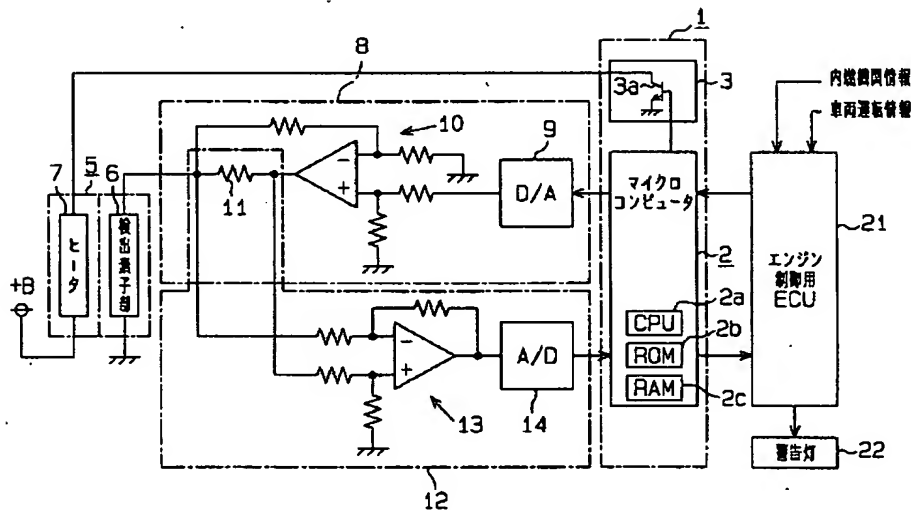 1
8
3
3a
内燃機関情報
車両運転情報
10
9
7
5
6
11
D/A
マイクロ
コンピュータ
21
ヒータ
検出素子部
2
エンジン
制御用
ECU
+B
2a
CPU
2b
ROM
A/D
RAM
2c
13
14
12
警告灯
22